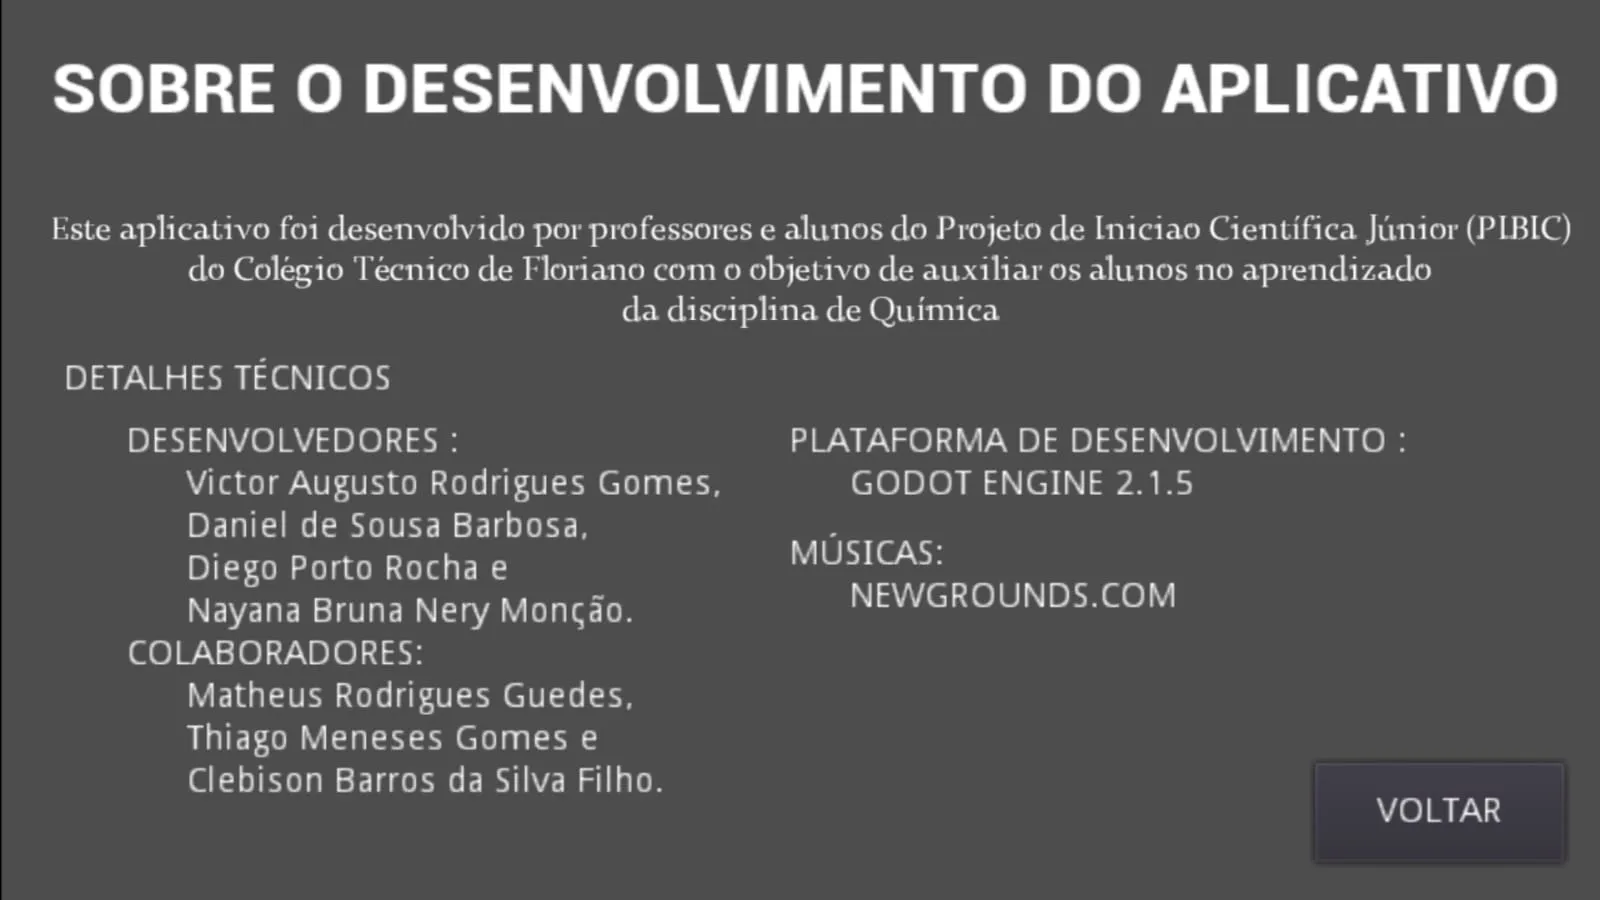 SOBRE O DESENVOLVIMENTO DO APLICATIVO
Este aplicativo foi desenvolvido por professores e alunos do Projeto de Iniciao Científica Júnior (PIBIC)
do Colégio Técnico de Floriano com o objetivo de auxiliar os alunos no aprendizado
da disciplina de Química
DETALHES TÉCNICOS
DESENVOLVEDORES :
Victor Augusto Rodrigues Gomes,
Daniel de Sousa Barbosa,
Diego Porto Rocha e
Nayana Bruna Nery Monção.
COLABORADORES:
Matheus Rodrigues Guedes,
Thiago Meneses Gomes e
Clebison Barros da Silva Filho.
PLATAFORMA DE DESENVOLVIMENTO :
GODOT ENGINE 2.1.5
MÚSICAS:
NEWGROUNDS.COM
VOLTAR